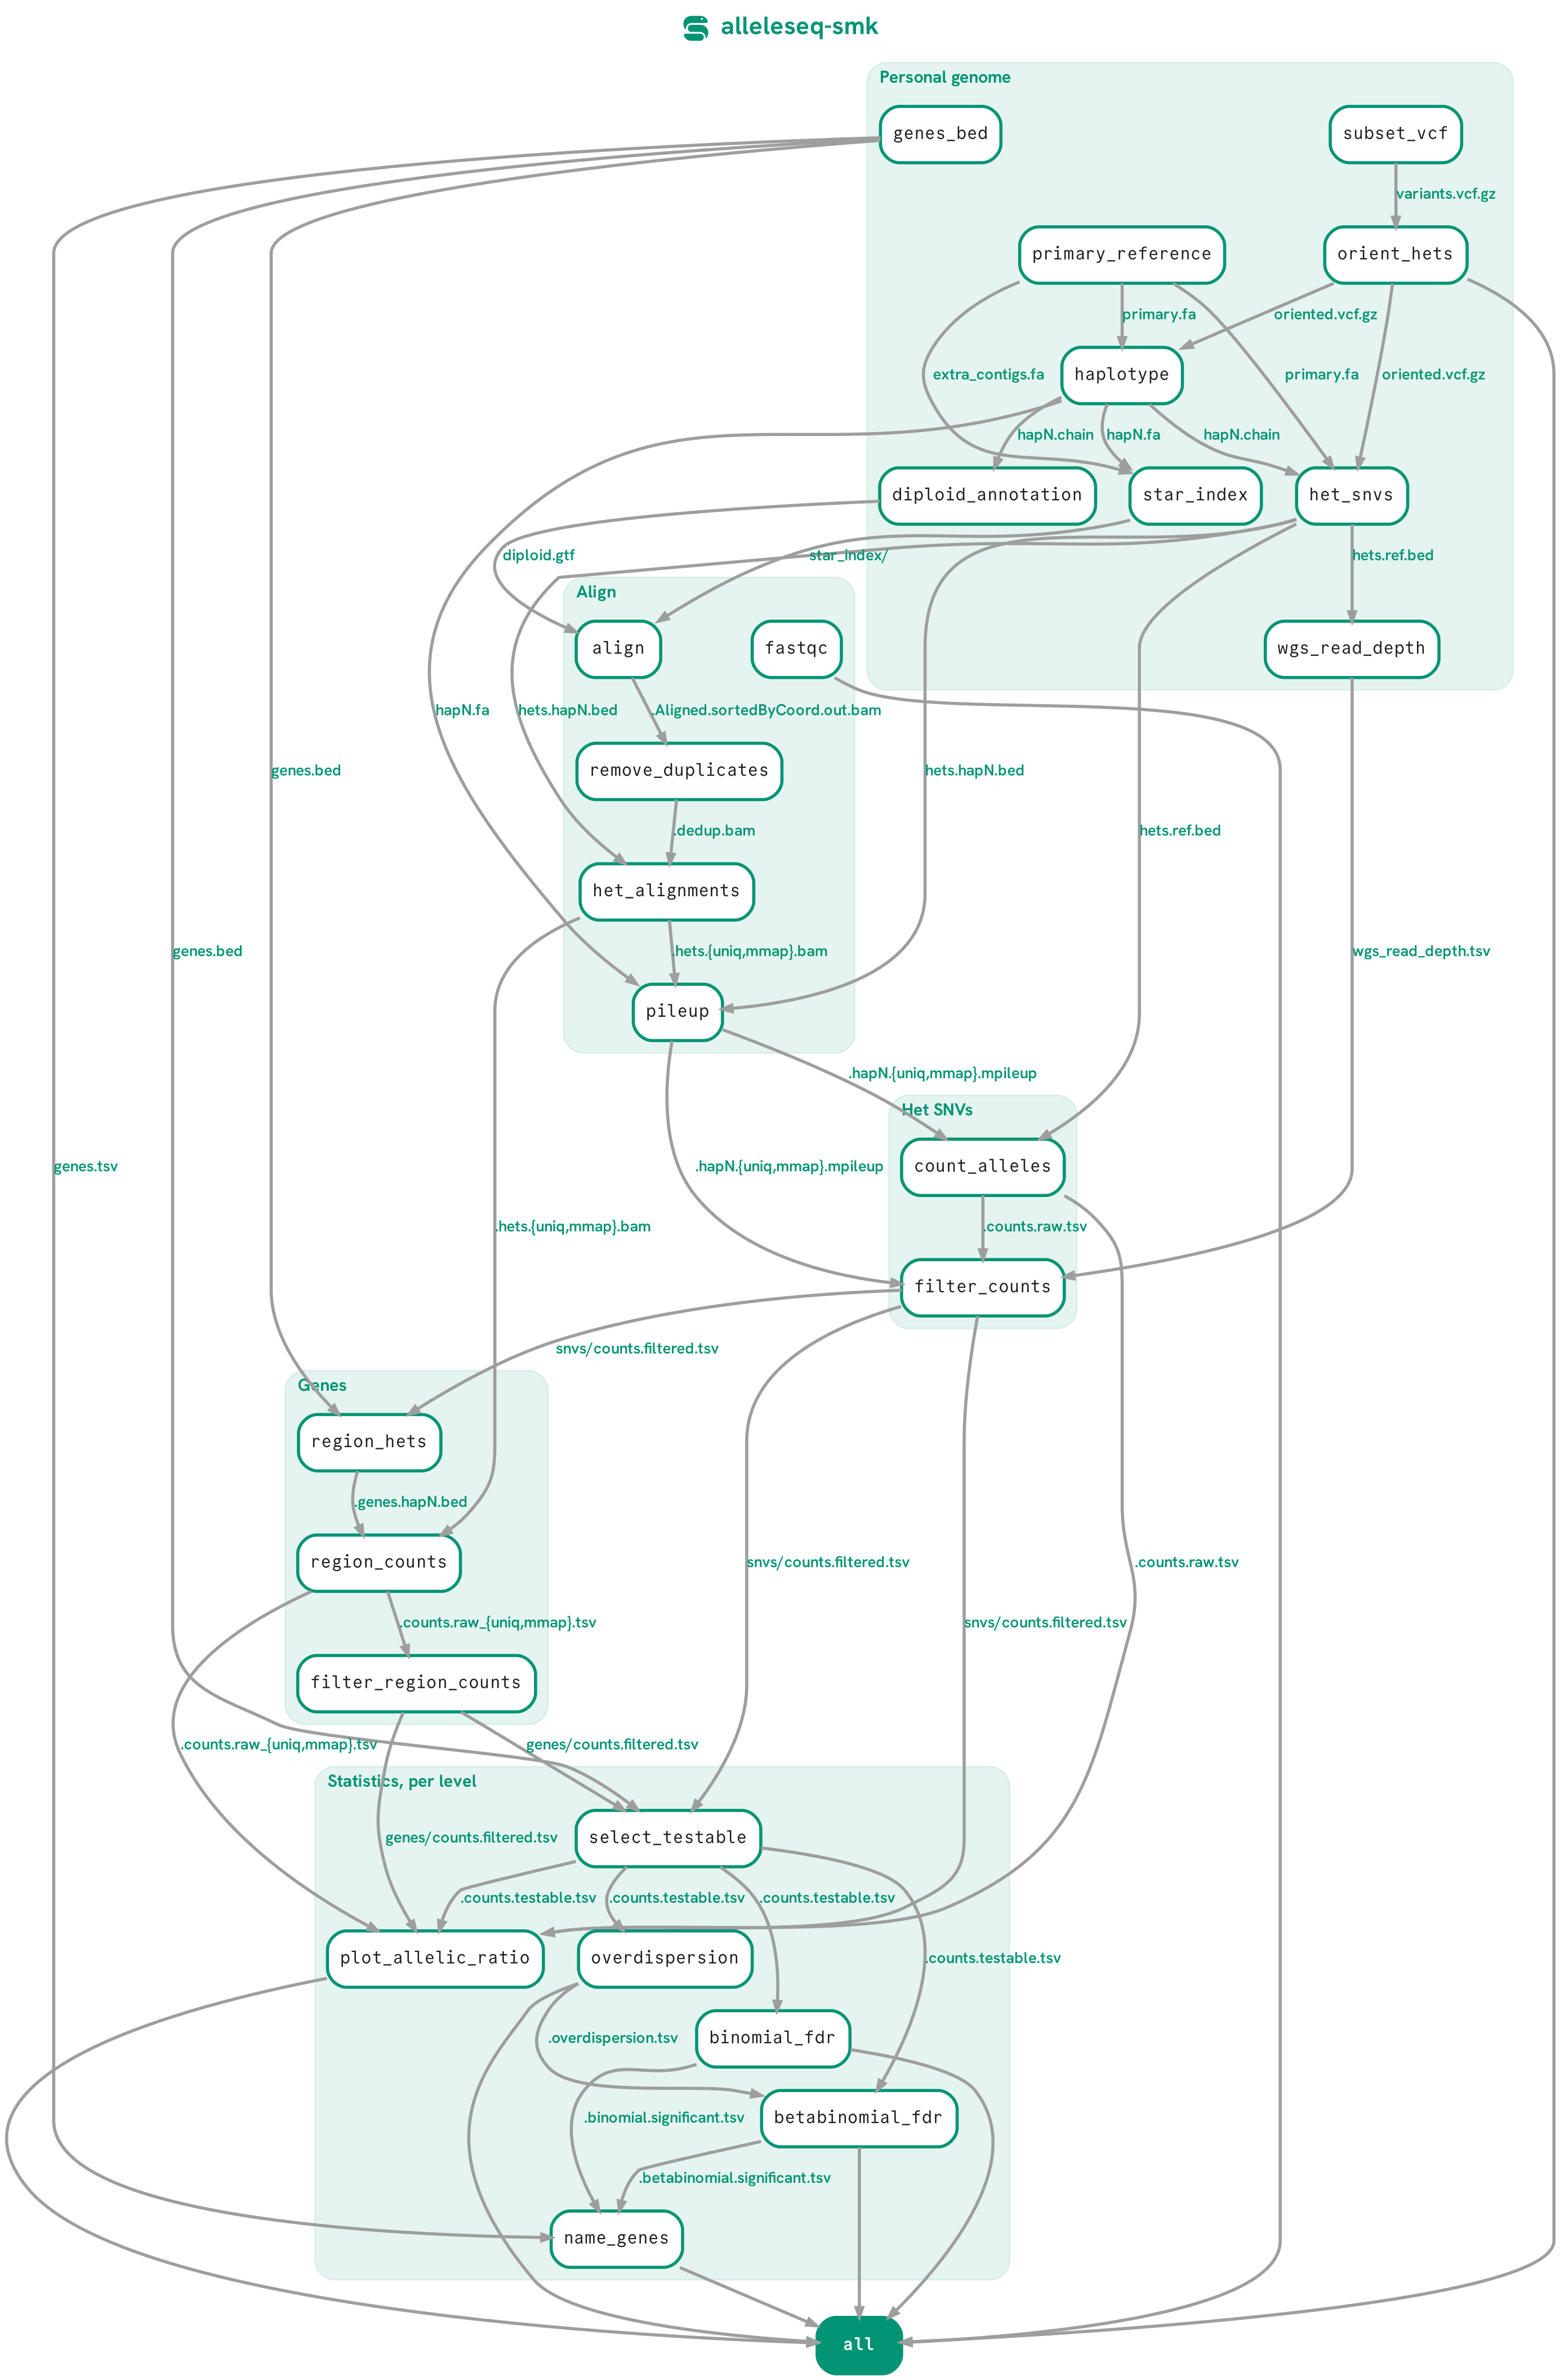 alleleseq-smk
Personal genome
genes_bed
subset_vcf
variants.vcf.gz
primary_reference
orient_hets
primary.fa
oriented.vcf.gz
haplotype
extra_contigs.fa
primary.fa
oriented.vcf.gz
hapN.chain
hapN.fa
hapN.chain
diploid_annotation
star_index
het_snvs
diploid.gtf
star_index/
hets.ref.bed
Align
align
fastqc
wgs_read_depth
hapN.fa
hets.hapN.bed
.Aligned.sortedByCoord.out.bam
genes.bed
remove_duplicates
hets.hapN.bed
.dedup.bam
hets.ref.bed
het_alignments
genes.bed
.hets.{uniq,mmap}.bam
wgs_read_depth.tsv
pileup
.hapN.{uniq,mmap}.mpileup
Het SNVs
genes.tsv
.hapN.{uniq,mmap}.mpileup
count_alleles
.hets.{uniq,mmap}.bam
.counts.raw.tsv
filter_counts
snvs/counts.filtered.tsv
Genes
region_hets
.genes.hapN.bed
region_counts
snvs/counts.filtered.tsv
.counts.raw.tsv
.counts.raw_{uniq,mmap}.tsv
snvs/counts.filtered.tsv
filter_region_counts
.counts.raw_{uniq,mmap}.tsv
genes/counts.filtered.tsv
Statistics, per level
genes/counts.filtered.tsv
select_testable
.counts.testable.tsv
.counts.testable.tsv
.counts.testable.tsv
plot_allelic_ratio
overdispersion
.counts.testable.tsv
.overdispersion.tsv
binomial_fdr
.binomial.significant.tsv
betabinomial_fdr
.betabinomial.significant.tsv
name_genes
all